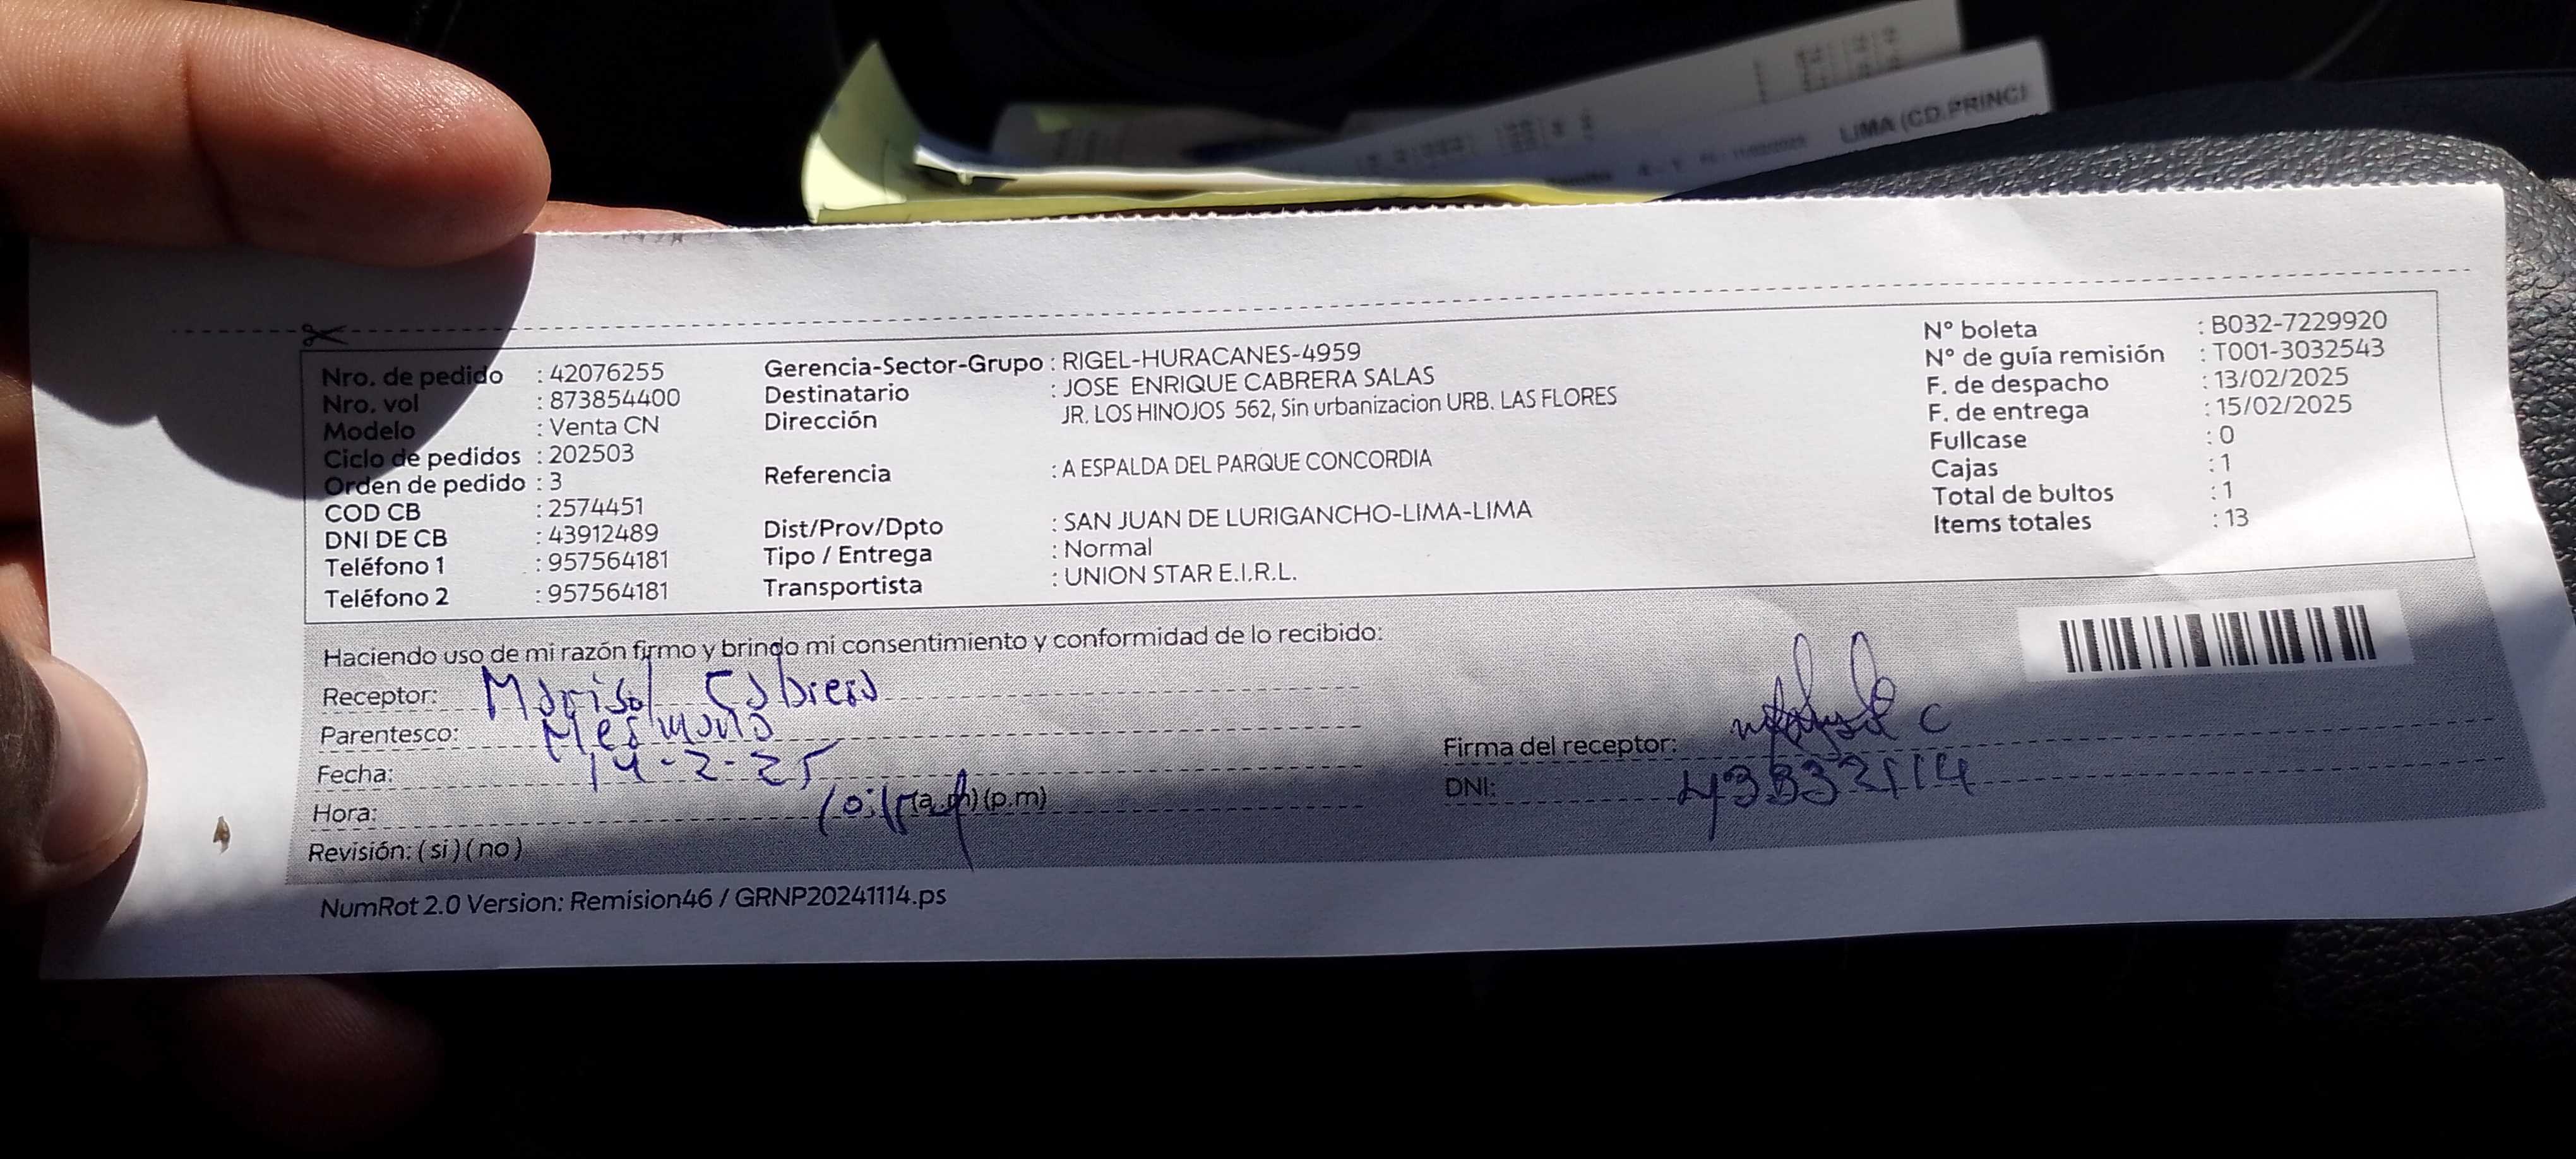 LIMA (CD.PRINCI
Nro. de pedido : 42076255
Nro. vol : 873854400
Modelo : Venta CN
Ciclo de pedidos : 202503
Orden de pedido : 3
COD CB : 2574451
DNI DE CB : 43912489
Teléfono 1 : 957564181
Teléfono 2 : 957564181
Gerencia-Sector-Grupo : RIGEL-HURACANES-4959
Destinatario : JOSE ENRIQUE CABRERA SALAS
Dirección JR. LOS HINOJOS 562, Sin urbanizacion URB. LAS FLORES
Referencia : A ESPALDA DEL PARQUE CONCORDIA
Dist/Prov/Dpto : SAN JUAN DE LURIGANCHO-LIMA-LIMA
Tipo / Entrega : Normal
Transportista : UNION STAR E.I.R.L.
N° boleta : B032-7229920
N° de guía remisión : T001-3032543
F. de despacho : 13/02/2025
F. de entrega : 15/02/2025
Fullcase : 0
Cajas : 1
Total de bultos : 1
Items totales : 13
Haciendo uso de mi razón firmo y brindo mi consentimiento y conformidad de lo recibido:
Receptor: Marisol Cabrera
Parentesco: Hermana
Fecha: 14-2-25
Hora: (a.m)(p.m)
Revisión: (si)(no)
Firma del receptor:
DNI:
NumRot 2.0 Version: Remision46 / GRNP20241114.ps